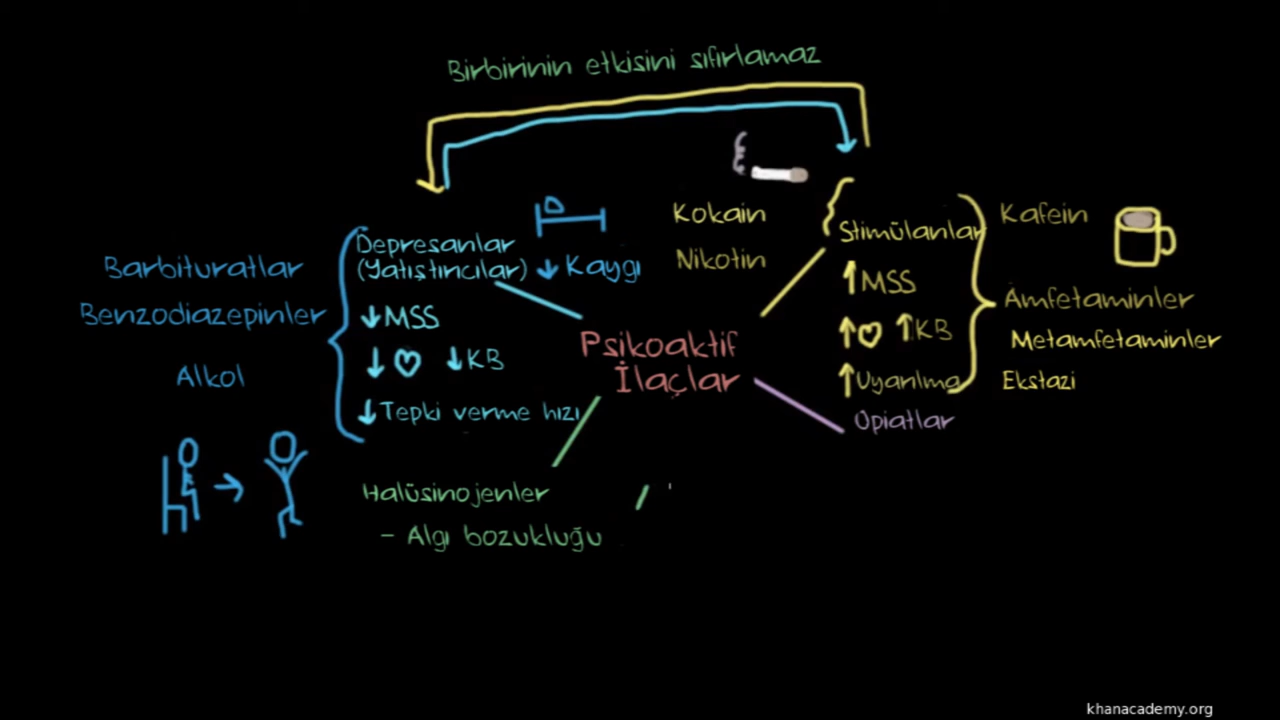 Birbirinin etkisini sıfırlamaz
Barbituratlar
Benzodiazepinler
Alkol
Depresanlar
(Yatıştırıcılar)
↓ Kaygı
↓ MSS
↓ ♡ ↓ KB
↓ Tepki verme hızı
Psikoaktif
İlaçlar
Kokain
Nikotin
Stimülanlar
↑ MSS
↑ ♡ ↑ KB
↑ Uyarılma
Kafein
Amfetaminler
Metamfetaminler
Ekstazi
Opiatlar
Halüsinojenler
- Algı bozukluğu
khanacademy.org